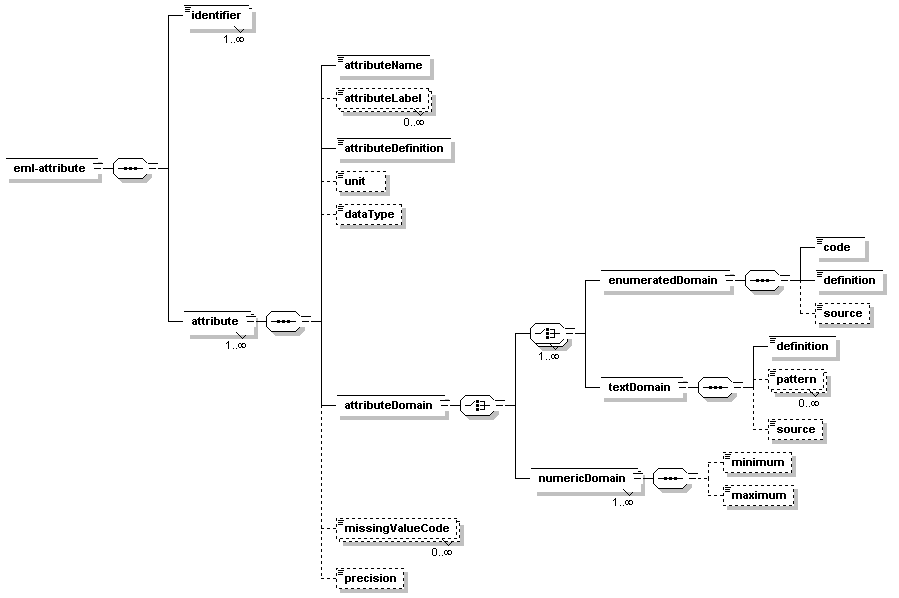 identifier
1..∞
attributeName
attributeLabel
0..∞
attributeDefinition
eml-attribute
unit
dataType
code
enumeratedDomain
definition
source
attribute
1..∞
1..∞
definition
textDomain
pattern
0..∞
attributeDomain
source
minimum
numericDomain
maximum
1..∞
missingValueCode
0..∞
precision